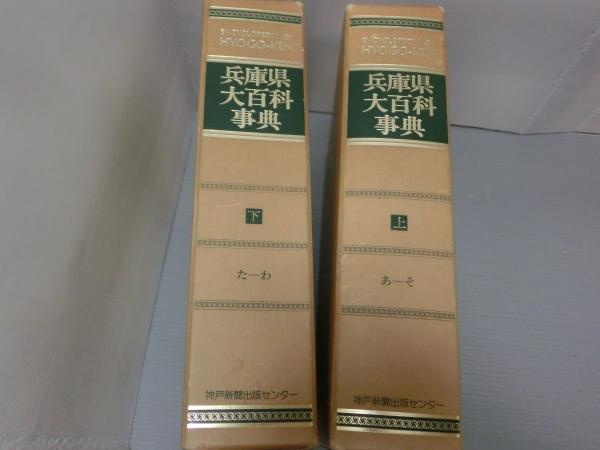 ENCYCLOPEDIA OF
HYOGO-KEN
兵庫県
大百科
事典
下
た―わ
神戸新聞出版センター
ENCYCLOPEDIA OF
HYOGO-KEN
兵庫県
大百科
事典
上
あ―そ
神戸新聞出版センター